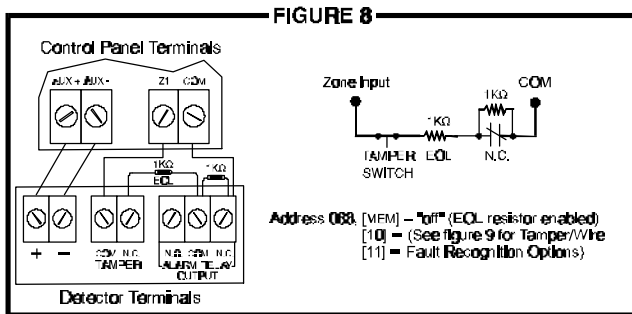 FIGURE 8
Control Panel Terminals
AUX+ AUX- Z1 COM
1KΩ
EOL
1KΩ
+ - COM N.C. N.O. COM N.C.
TAMPER ALARM RELAY
OUTPUT
Detector Terminals
Zone Input COM
1KΩ
TAMPER EOL N.C.
SWITCH
Address 068, [MEM] = "off" (EOL resistor enabled)
[10] = (See figure 9 for Tamper/Wire
[11] = Fault Recognition Options)